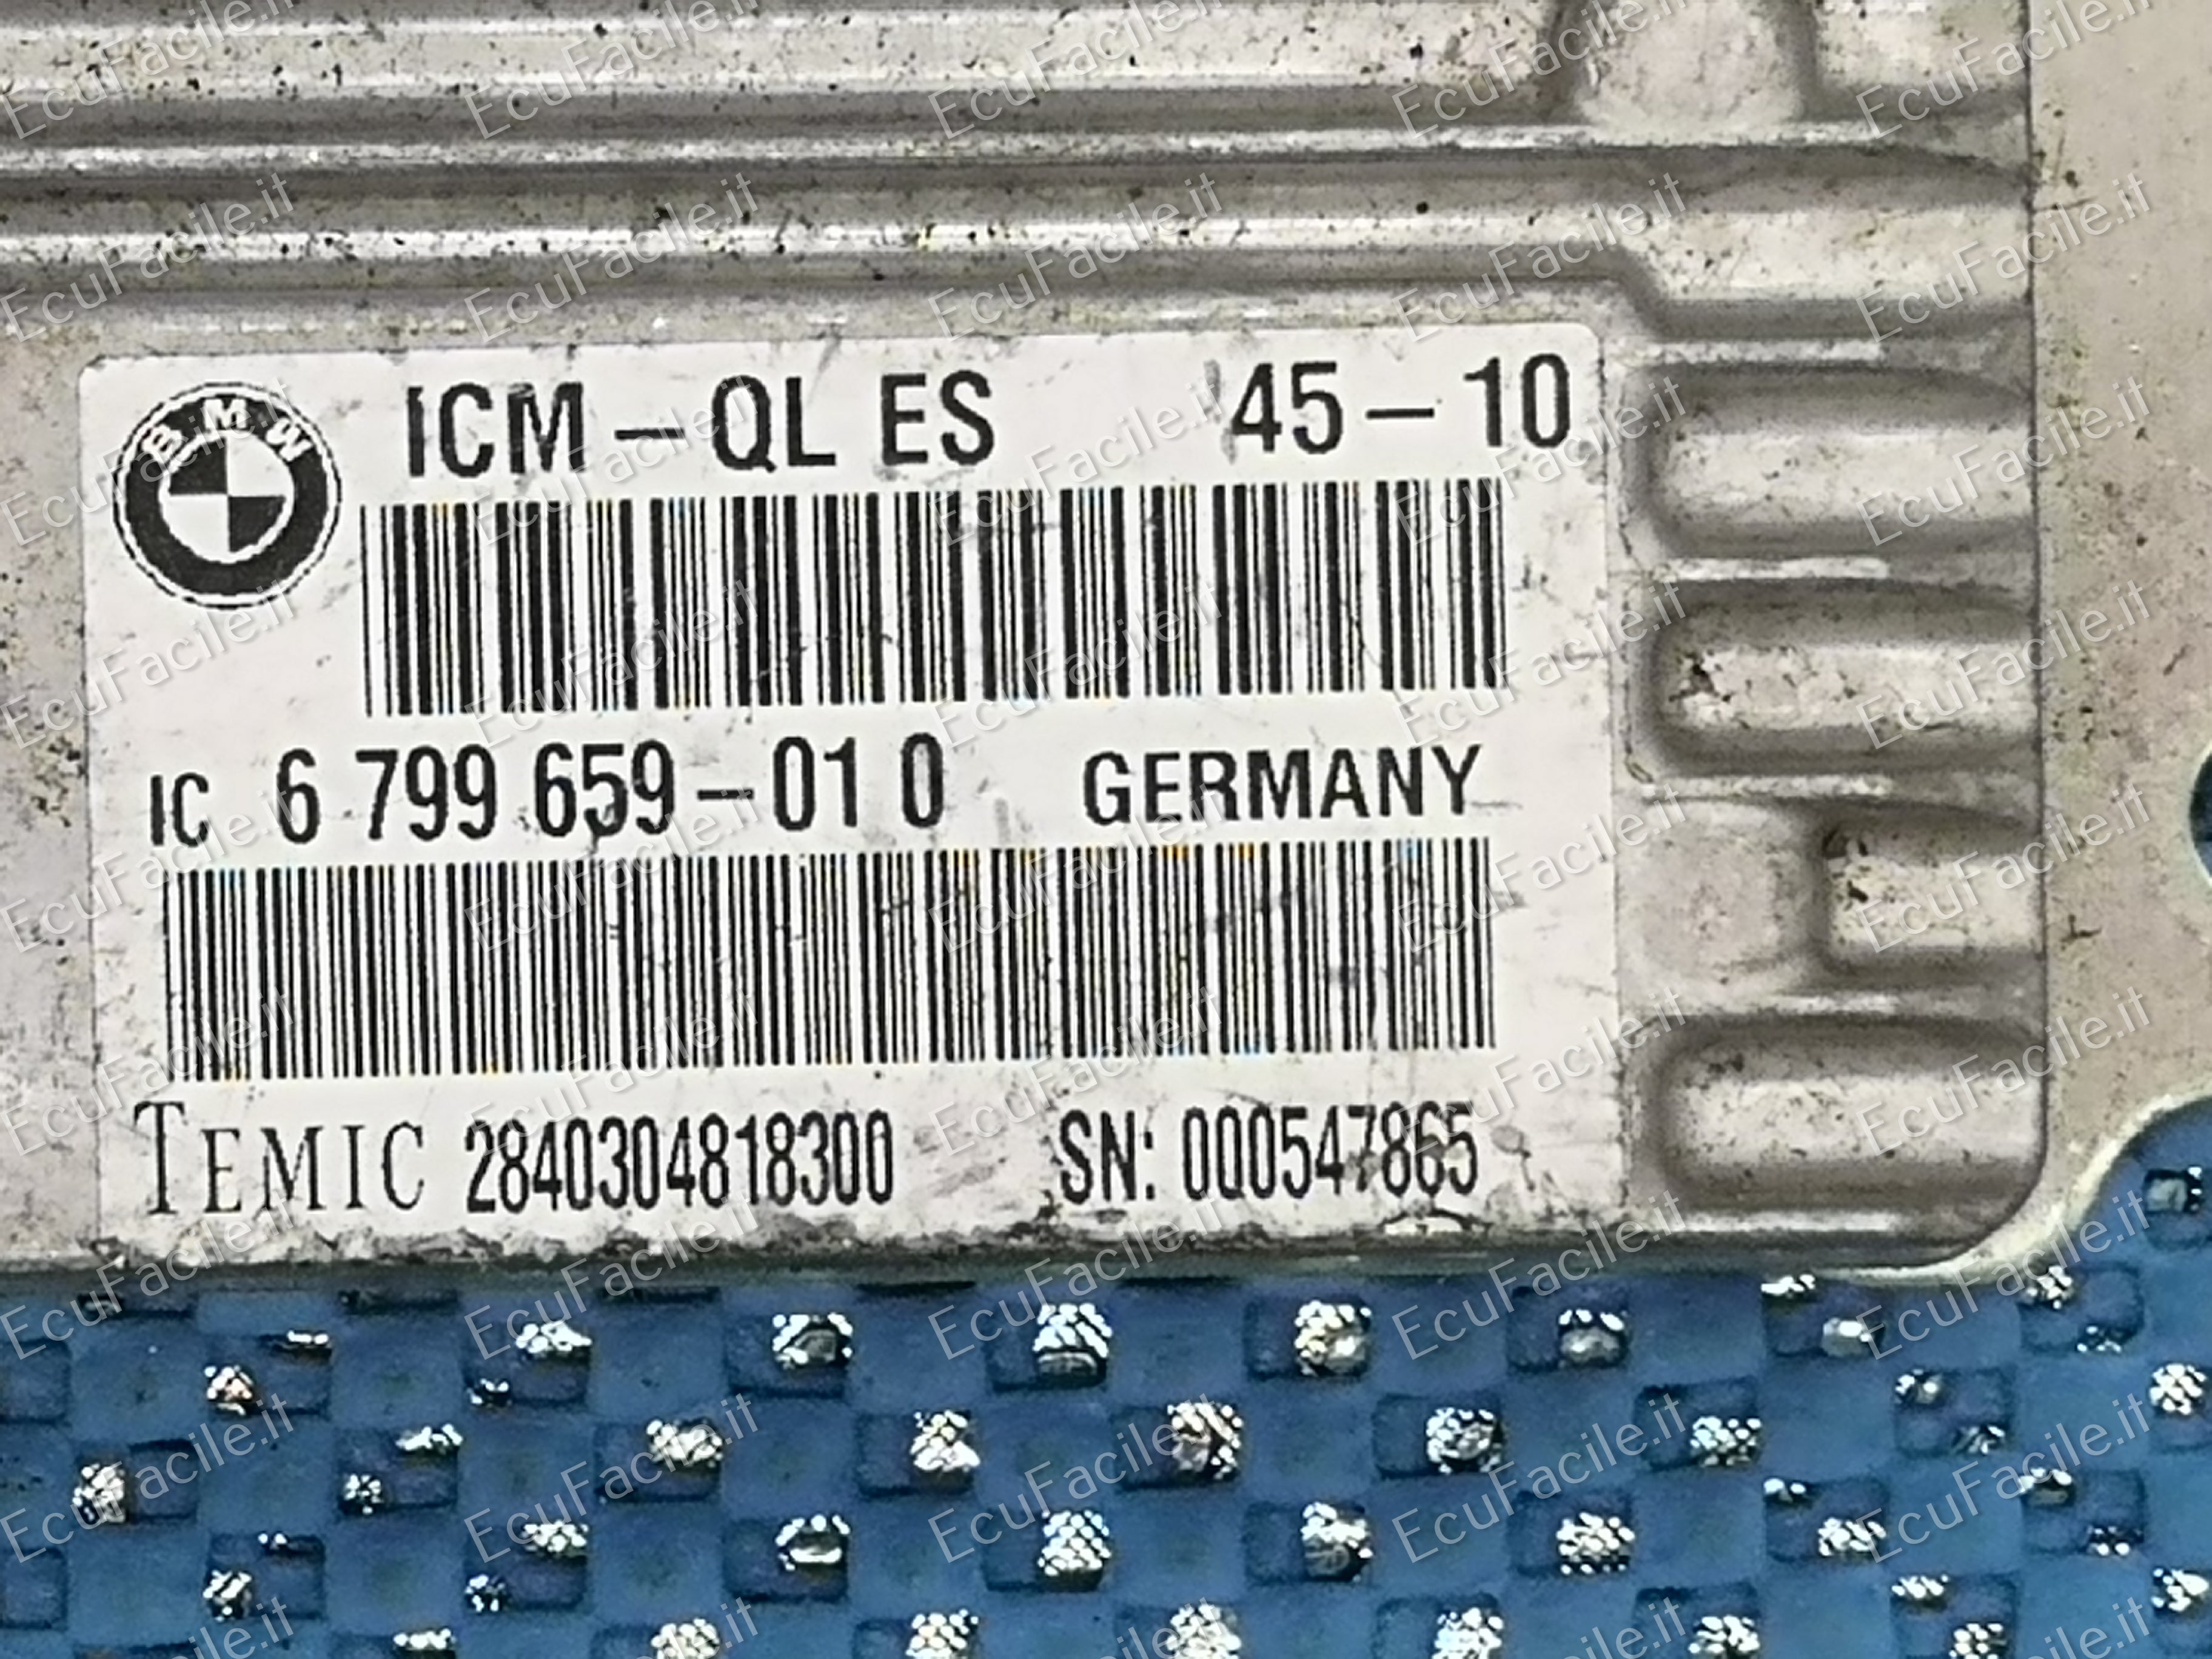 BMW
ICM – QL ES 45 – 10
IC 6 799 659 – 01 0 GERMANY
TEMIC 2840304818300 SN: 000547865
EcuFacile.it